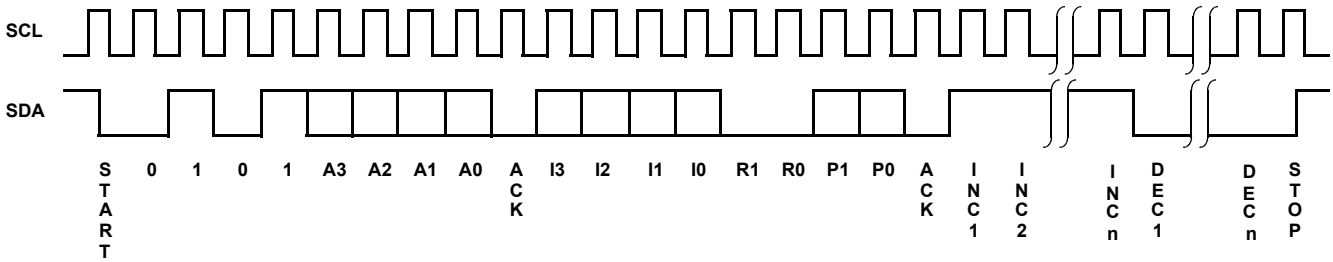 SCL
SDA
START 0 1 0 1 A3 A2 A1 A0 ACK I3 I2 I1 I0 R1 R0 P1 P0 ACK INC1 INC2 INCn DEC1 DECn STOP